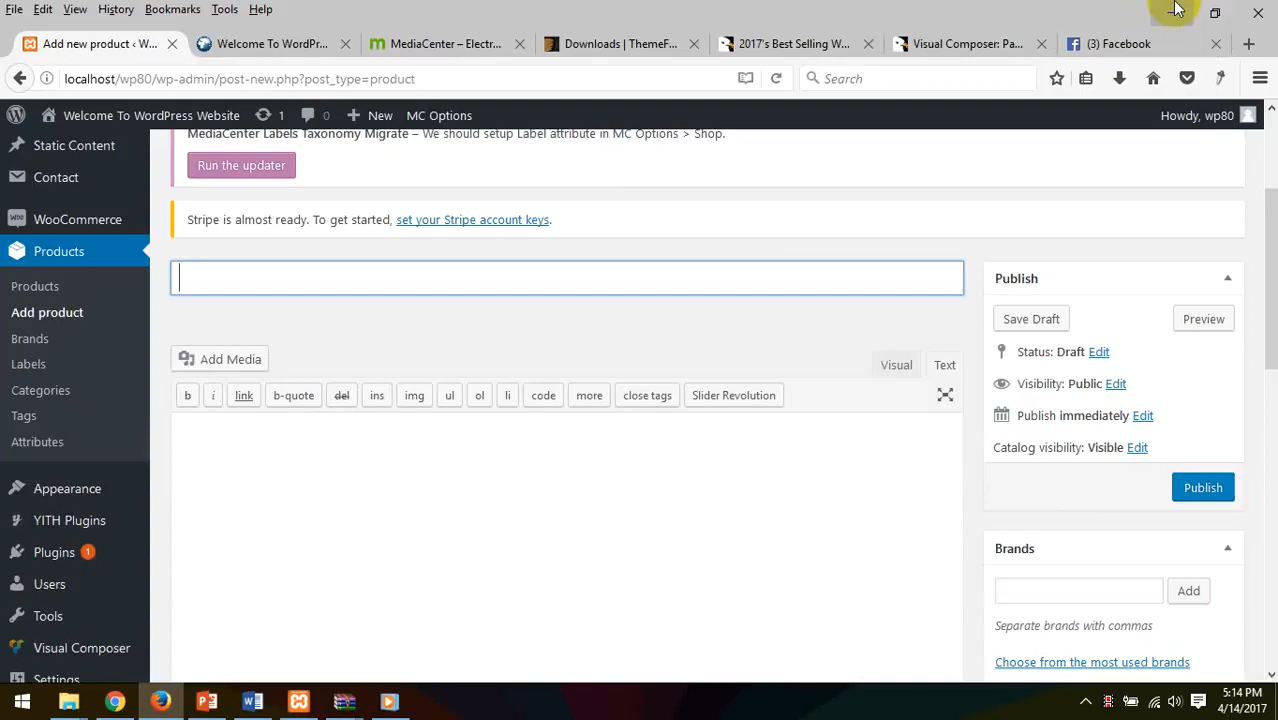 File Edit View History Bookmarks Tools Help
Add new product ‹ W...
Welcome To WordPr...
MediaCenter – Electr...
Downloads | ThemeF...
2017's Best Selling W...
Visual Composer: Pa...
(3) Facebook
localhost/wp80/wp-admin/post-new.php?post_type=product
Search
Welcome To WordPress Website 1 0 New MC Options Howdy, wp80
MediaCenter Labels Taxonomy Migrate – We should setup Label attribute in MC Options > Shop.
Run the updater
Stripe is almost ready. To get started, set your Stripe account keys.
Static Content
Contact
WooCommerce
Products
Products
Add product
Brands
Labels
Categories
Tags
Attributes
Appearance
YITH Plugins
Plugins 1
Users
Tools
Visual Composer
Settings
Add Media
Visual Text
b i link b-quote del ins img ul ol li code more close tags Slider Revolution
Publish
Save Draft Preview
Status: Draft Edit
Visibility: Public Edit
Publish immediately Edit
Catalog visibility: Visible Edit
Publish
Brands
Add
Separate brands with commas
Choose from the most used brands
5:14 PM
4/14/2017